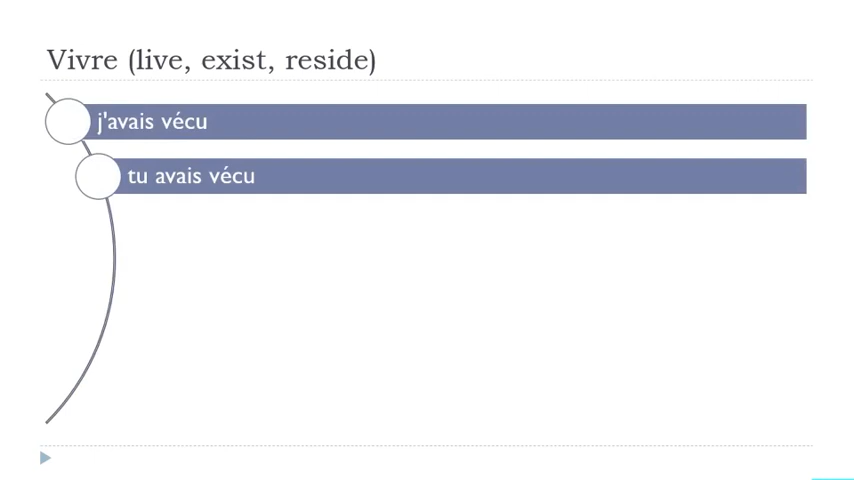 Vivre (live, exist, reside)
j'avais vécu
tu avais vécu